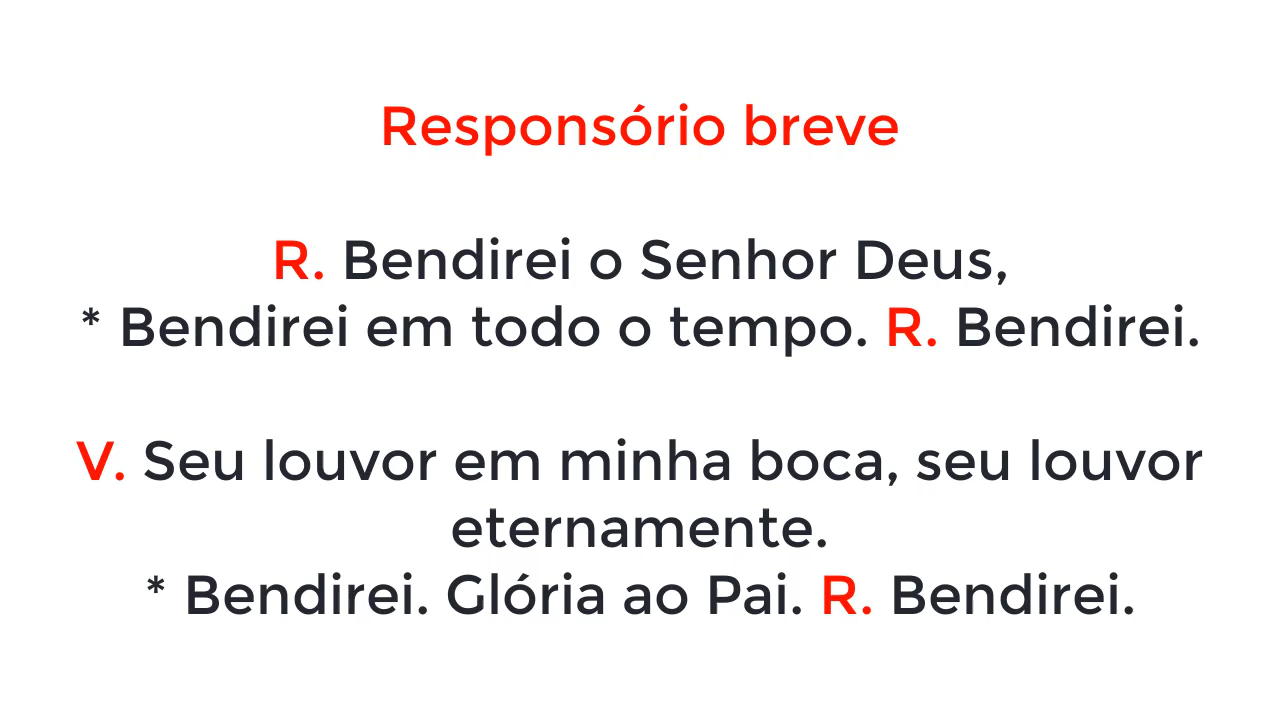 Responsório breve
R. Bendirei o Senhor Deus,
* Bendirei em todo o tempo. R. Bendirei.
V. Seu louvor em minha boca, seu louvor
eternamente.
* Bendirei. Glória ao Pai. R. Bendirei.